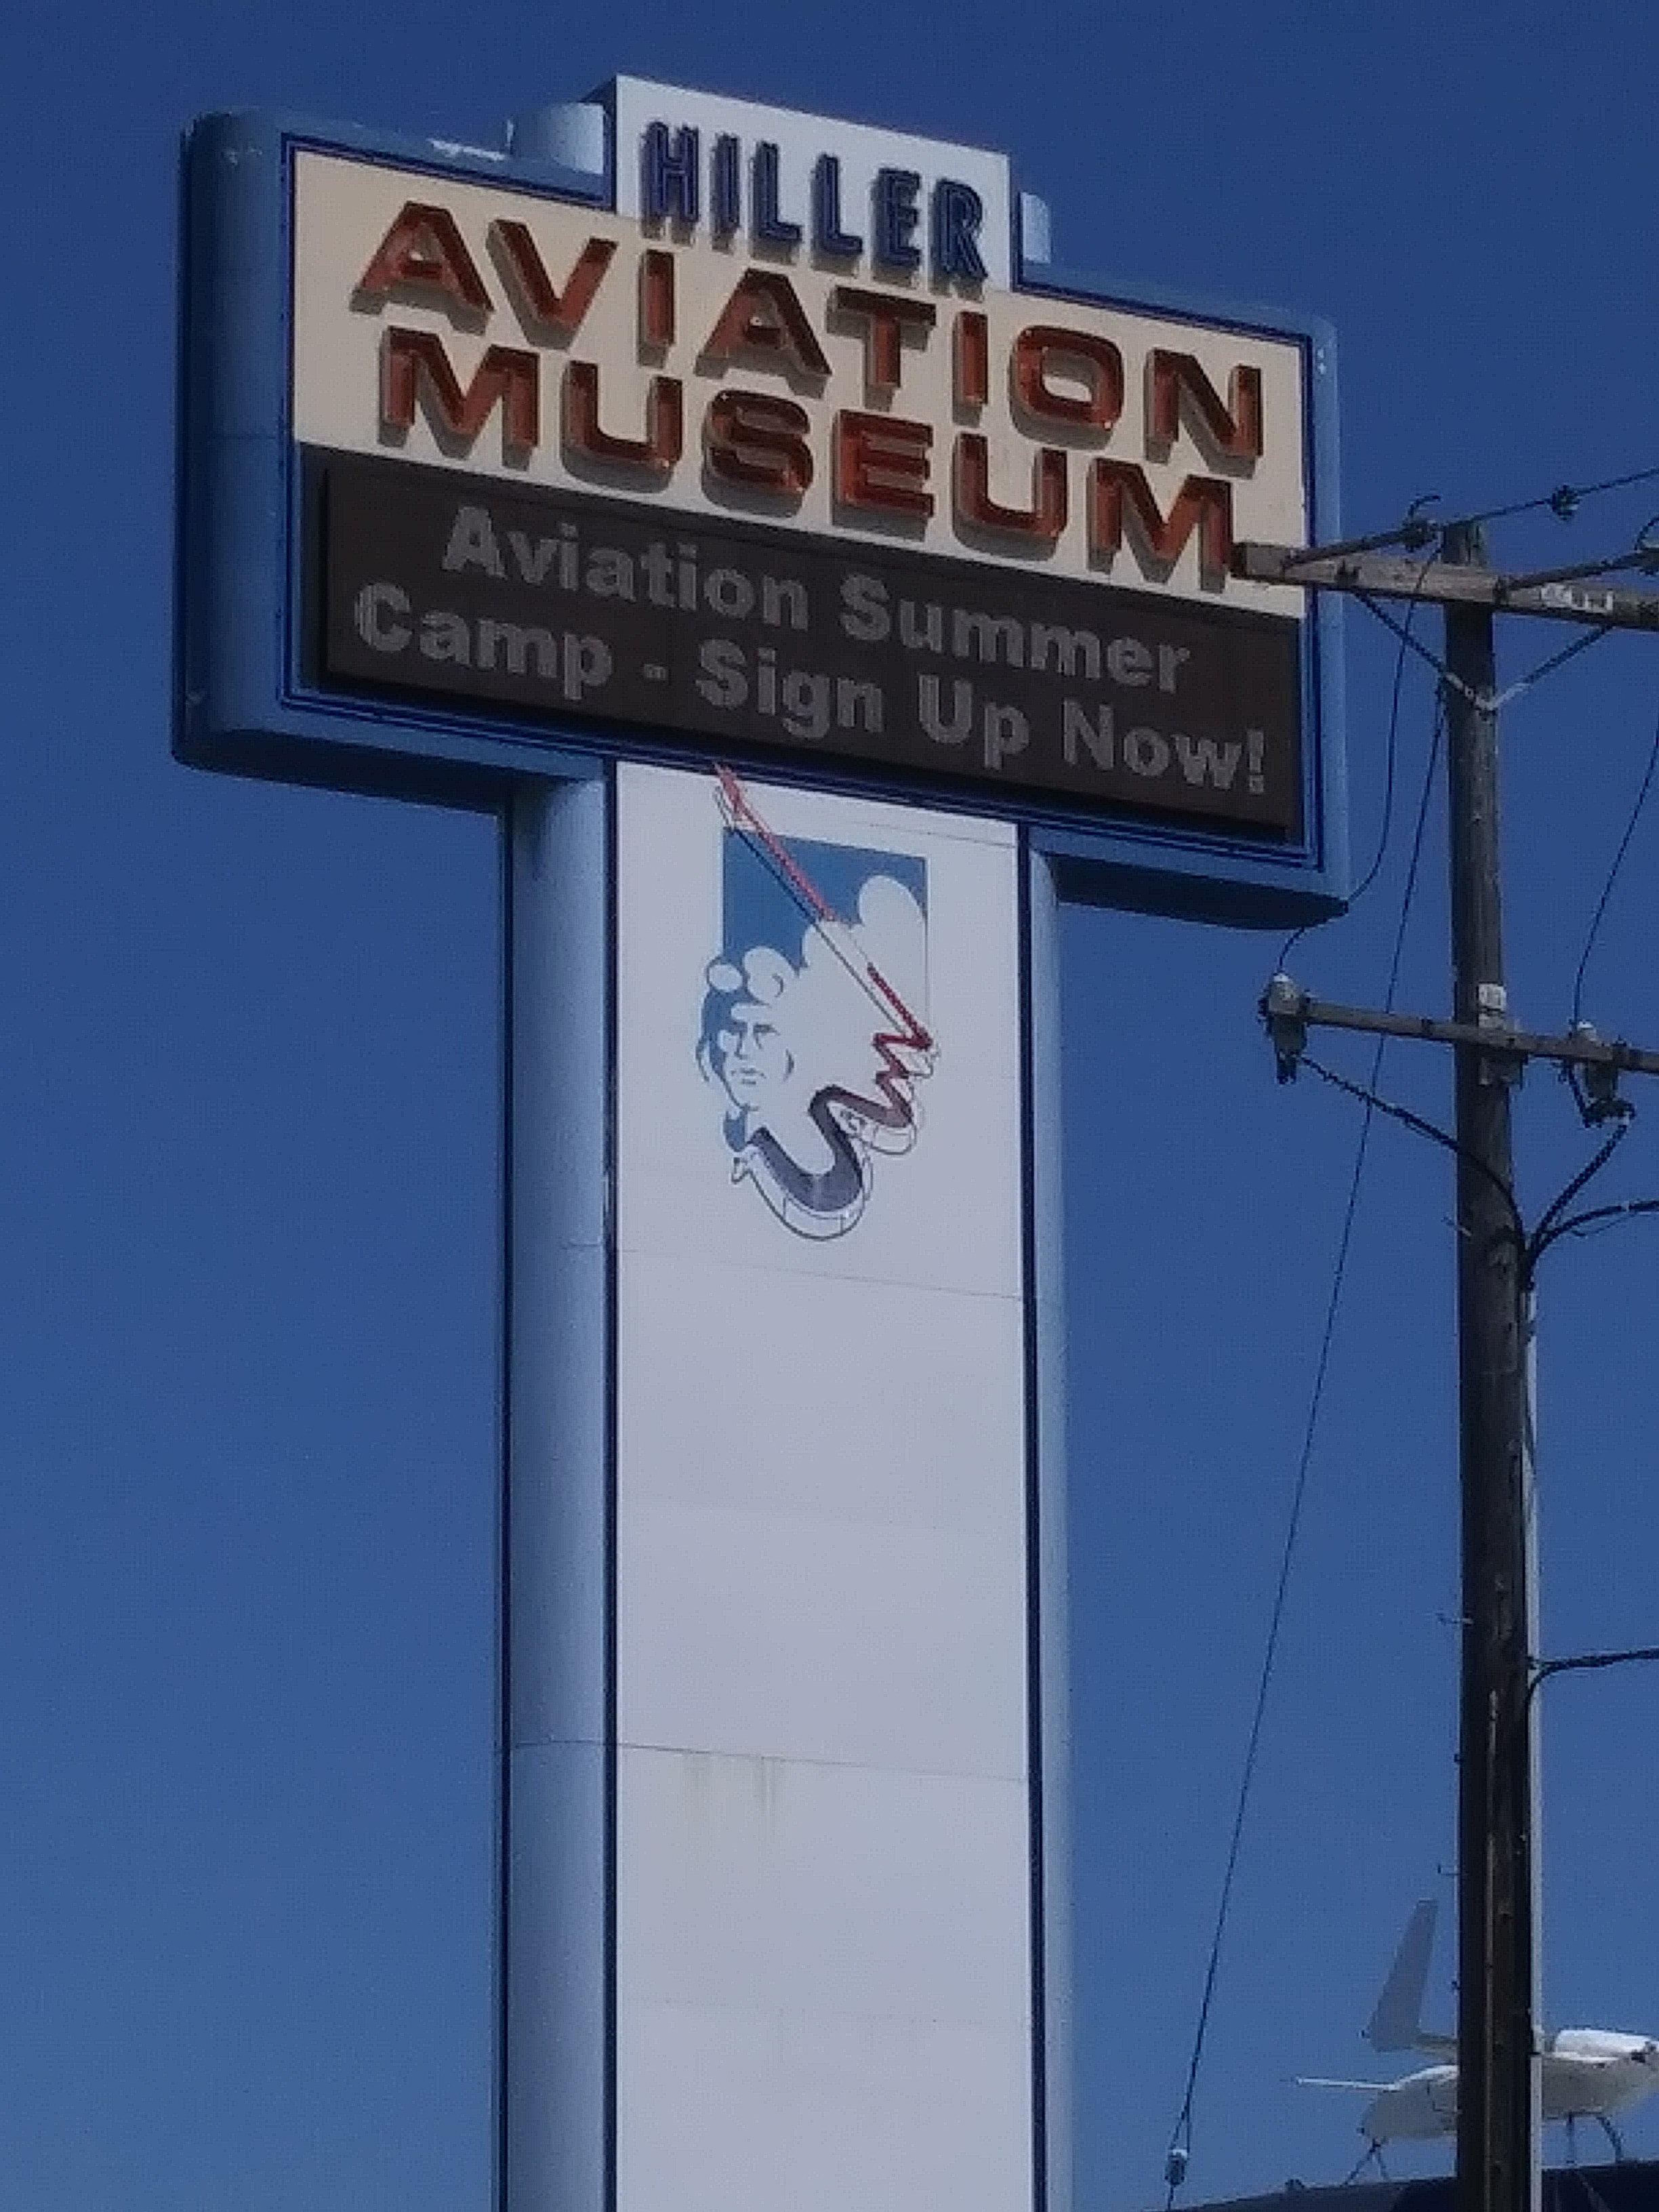 HILLER
AVIATION
MUSEUM
Aviation Summer
Camp - Sign Up Now!